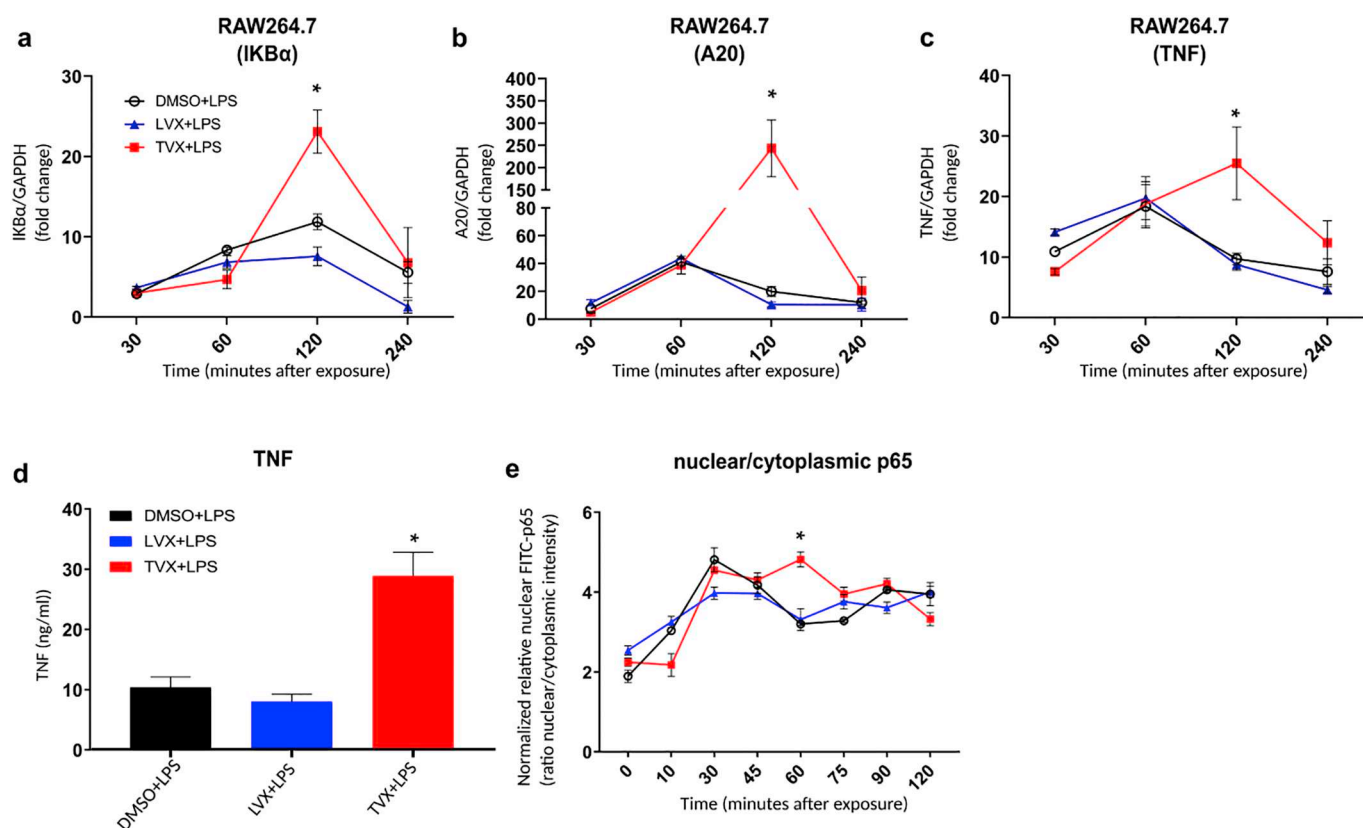 a
RAW264.7
(IKBα)
IKBα/GAPDH
(fold change)
30
20
10
0
DMSO+LPS
LVX+LPS
TVX+LPS
*
30
60
120
240
Time (minutes after exposure)
b
RAW264.7
(A20)
A20/GAPDH
(fold change)
400
350
300
250
200
150
80
60
40
20
0
*
30
60
120
240
Time (minutes after exposure)
c
RAW264.7
(TNF)
TNF/GAPDH
(fold change)
40
30
20
10
0
*
30
60
120
240
Time (minutes after exposure)
d
TNF
TNF (ng/ml))
40
30
20
10
0
DMSO+LPS
LVX+LPS
TVX+LPS
*
DMSO+LPS
LVX+LPS
TVX+LPS
e
nuclear/cytoplasmic p65
Normalized relative nuclear FITC-p65
(ratio nuclear/cytoplasmic intensity)
6
4
2
0
*
0
10
30
45
60
75
90
120
Time (minutes after exposure)